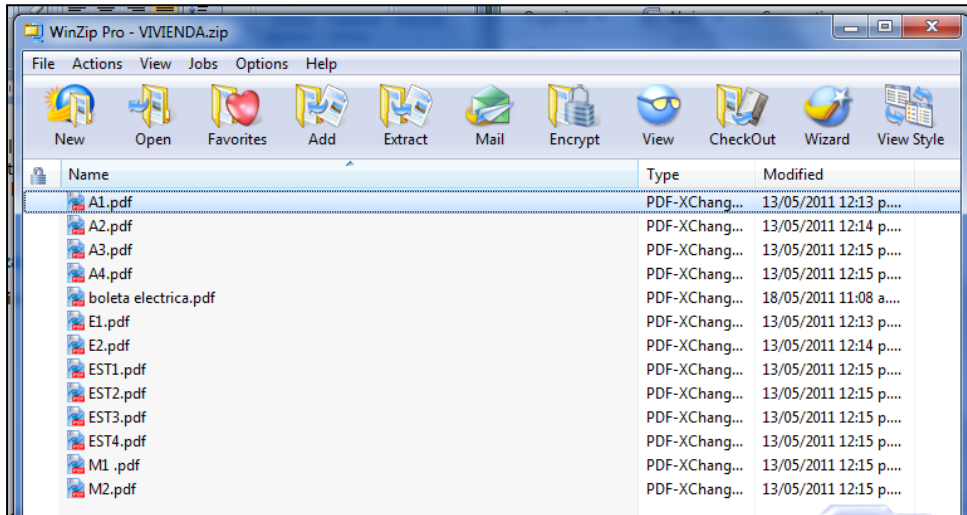 WinZip Pro - VIVIENDA.zip
File Actions View Jobs Options Help
New Open Favorites Add Extract Mail Encrypt View CheckOut Wizard View Style
Name Type Modified
A1.pdf PDF-XChang... 13/05/2011 12:13 p....
A2.pdf PDF-XChang... 13/05/2011 12:14 p....
A3.pdf PDF-XChang... 13/05/2011 12:15 p....
A4.pdf PDF-XChang... 13/05/2011 12:15 p....
boleta electrica.pdf PDF-XChang... 18/05/2011 11:08 a....
E1.pdf PDF-XChang... 13/05/2011 12:13 p....
E2.pdf PDF-XChang... 13/05/2011 12:14 p....
EST1.pdf PDF-XChang... 13/05/2011 12:15 p....
EST2.pdf PDF-XChang... 13/05/2011 12:15 p....
EST3.pdf PDF-XChang... 13/05/2011 12:15 p....
EST4.pdf PDF-XChang... 13/05/2011 12:15 p....
M1 .pdf PDF-XChang... 13/05/2011 12:15 p....
M2.pdf PDF-XChang... 13/05/2011 12:15 p....